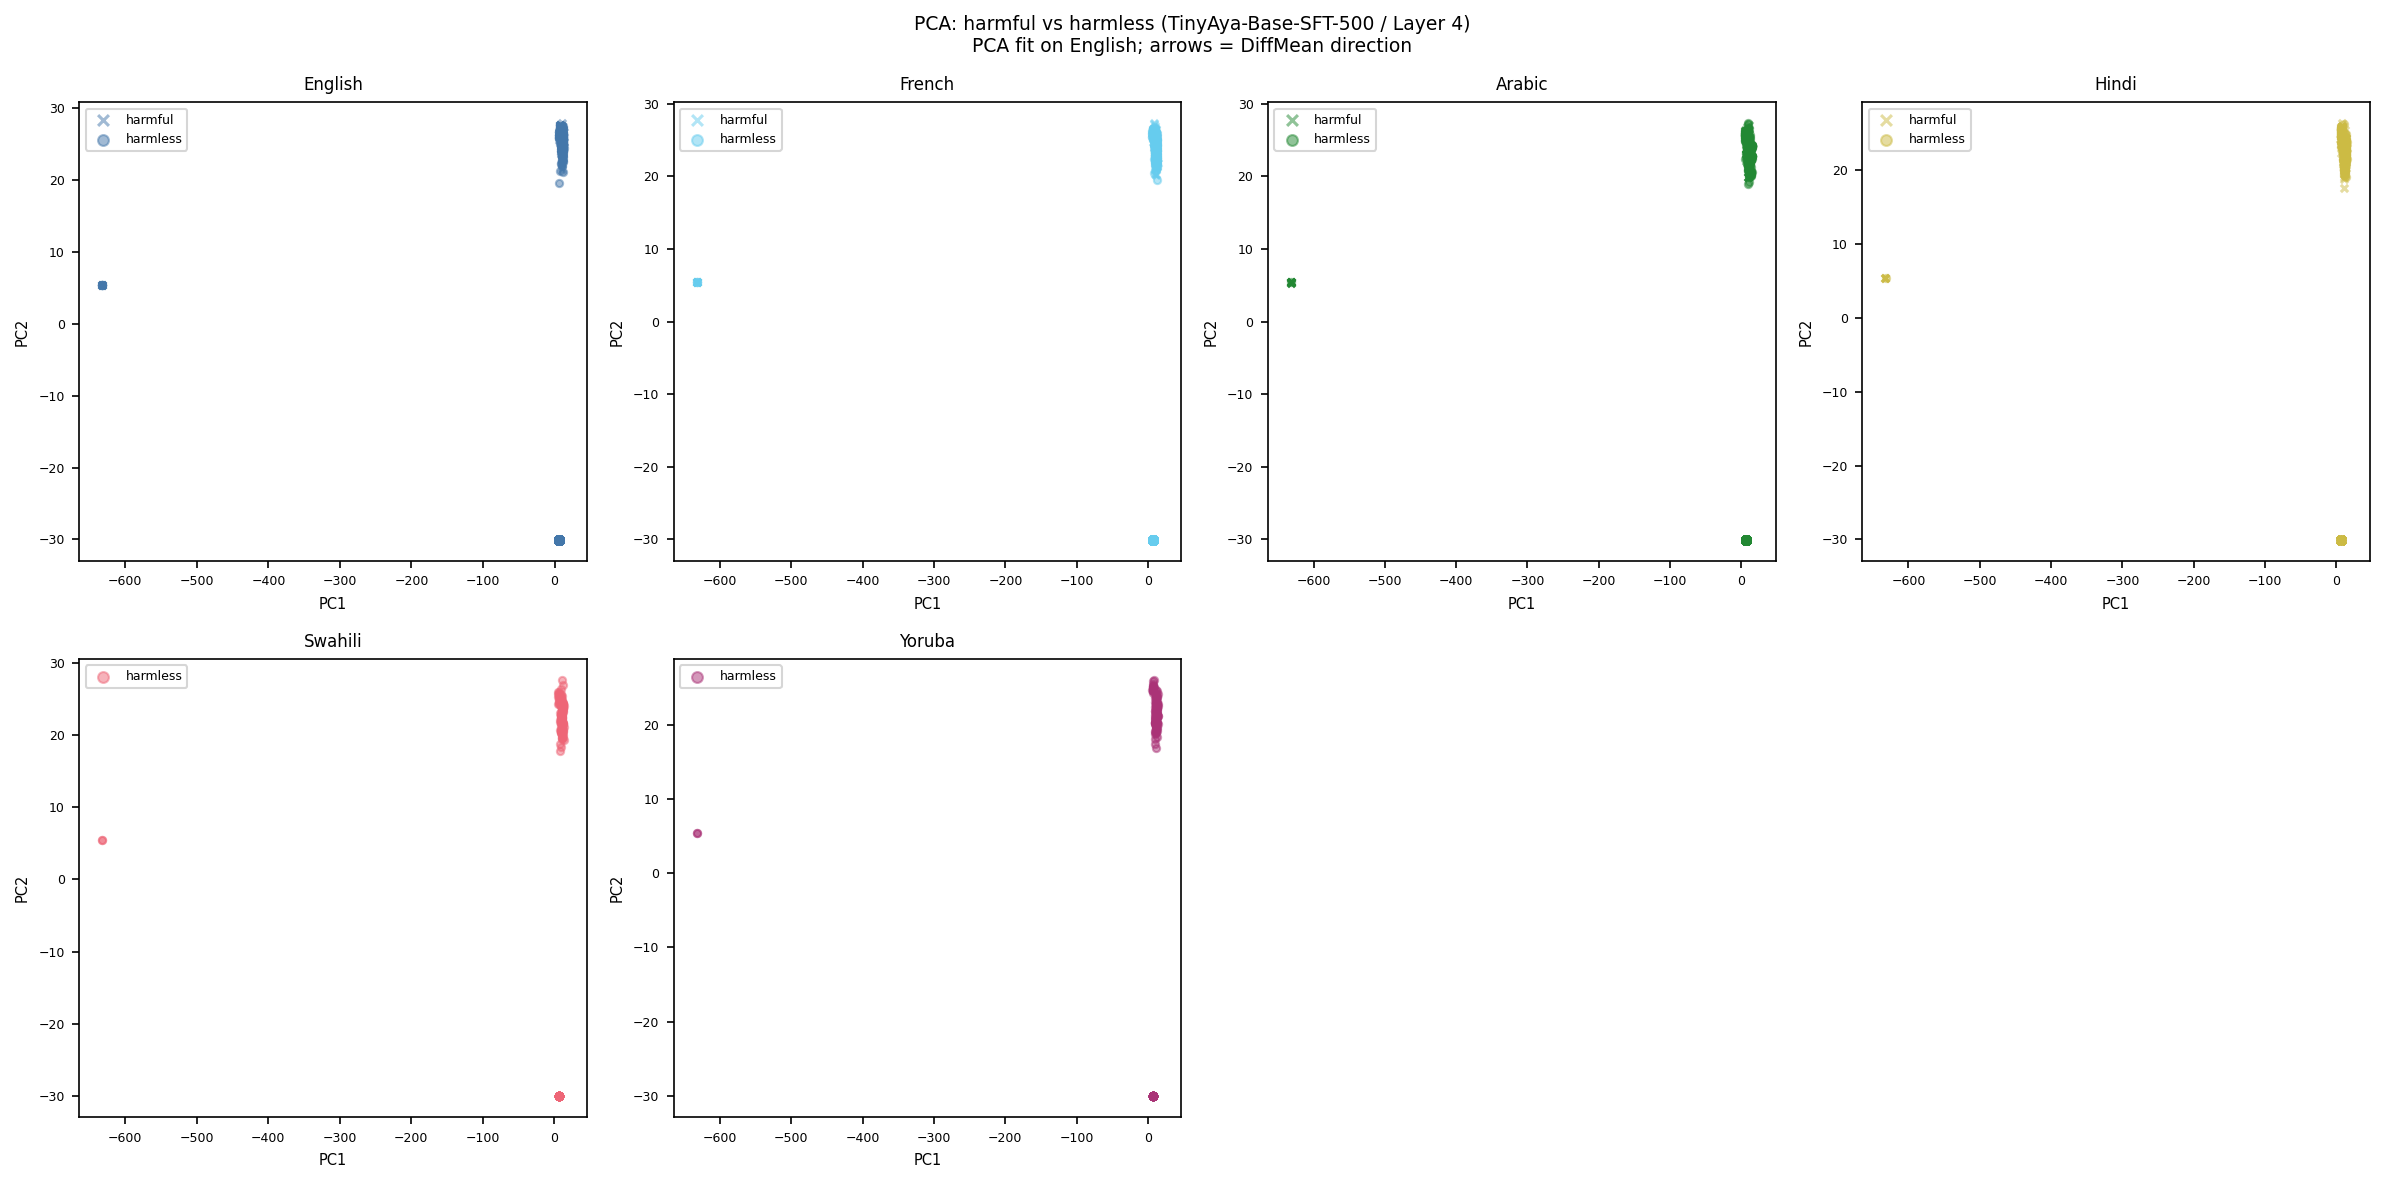 PCA: harmful vs harmless (TinyAya-Base-SFT-500 / Layer 4)
PCA fit on English; arrows = DiffMean direction
English
harmful
harmless
30
20
10
0
−10
−20
−30
PC2
−600 −500 −400 −300 −200 −100 0
PC1
French
harmful
harmless
30
20
10
0
−10
−20
−30
PC2
−600 −500 −400 −300 −200 −100 0
PC1
Arabic
harmful
harmless
30
20
10
0
−10
−20
−30
PC2
−600 −500 −400 −300 −200 −100 0
PC1
Hindi
harmful
harmless
20
10
0
−10
−20
−30
PC2
−600 −500 −400 −300 −200 −100 0
PC1
Swahili
harmless
30
20
10
0
−10
−20
−30
PC2
−600 −500 −400 −300 −200 −100 0
PC1
Yoruba
harmless
20
10
0
−10
−20
−30
PC2
−600 −500 −400 −300 −200 −100 0
PC1